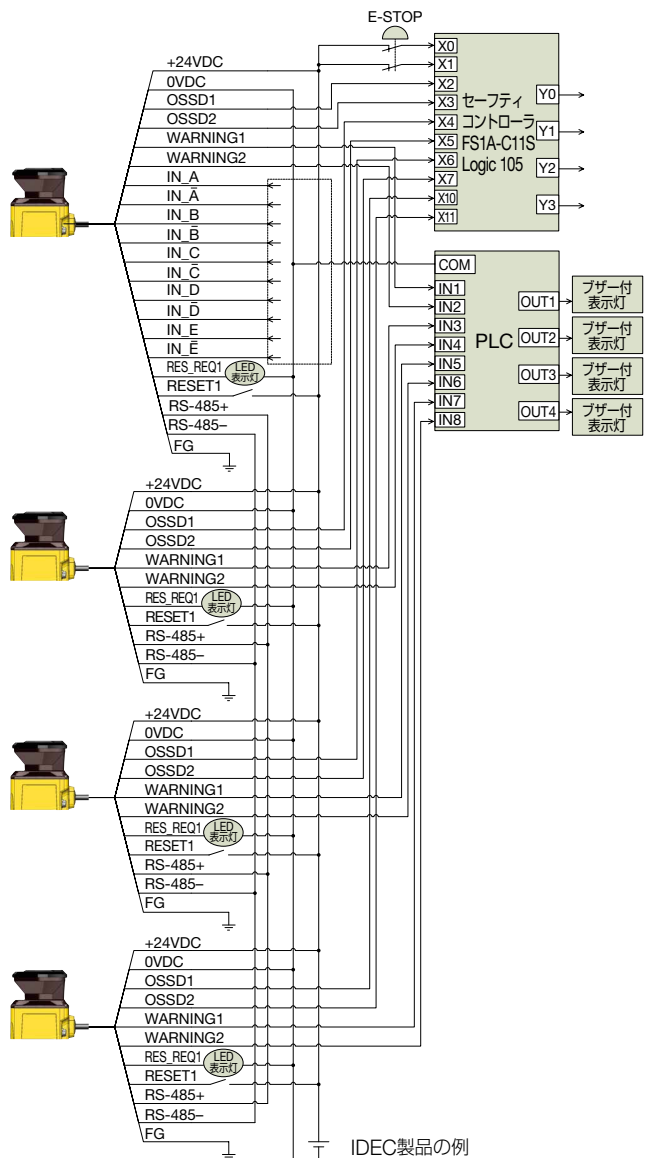 E-STOP
+24VDC
0VDC
OSSD1
OSSD2
WARNING1
WARNING2
IN_A
IN_A̅
IN_B
IN_B̅
IN_C
IN_C̅
IN_D
IN_D̅
IN_E
IN_E̅
RES_REQ1
LED
表示灯
RESET1
RS-485+
RS-485–
FG
X0
X1
X2
X3
X4
X5
X6
X7
X10
X11
セーフティ
コントローラ
FS1A-C11S
Logic 105
Y0
Y1
Y2
Y3
COM
IN1
IN2
IN3
IN4
IN5
IN6
IN7
IN8
PLC
OUT1
OUT2
OUT3
OUT4
ブザー付
表示灯
ブザー付
表示灯
ブザー付
表示灯
ブザー付
表示灯
+24VDC
0VDC
OSSD1
OSSD2
WARNING1
WARNING2
RES_REQ1
LED
表示灯
RESET1
RS-485+
RS-485–
FG
+24VDC
0VDC
OSSD1
OSSD2
WARNING1
WARNING2
RES_REQ1
LED
表示灯
RESET1
RS-485+
RS-485–
FG
+24VDC
0VDC
OSSD1
OSSD2
WARNING1
WARNING2
RES_REQ1
LED
表示灯
RESET1
RS-485+
RS-485–
FG
IDEC製品の例